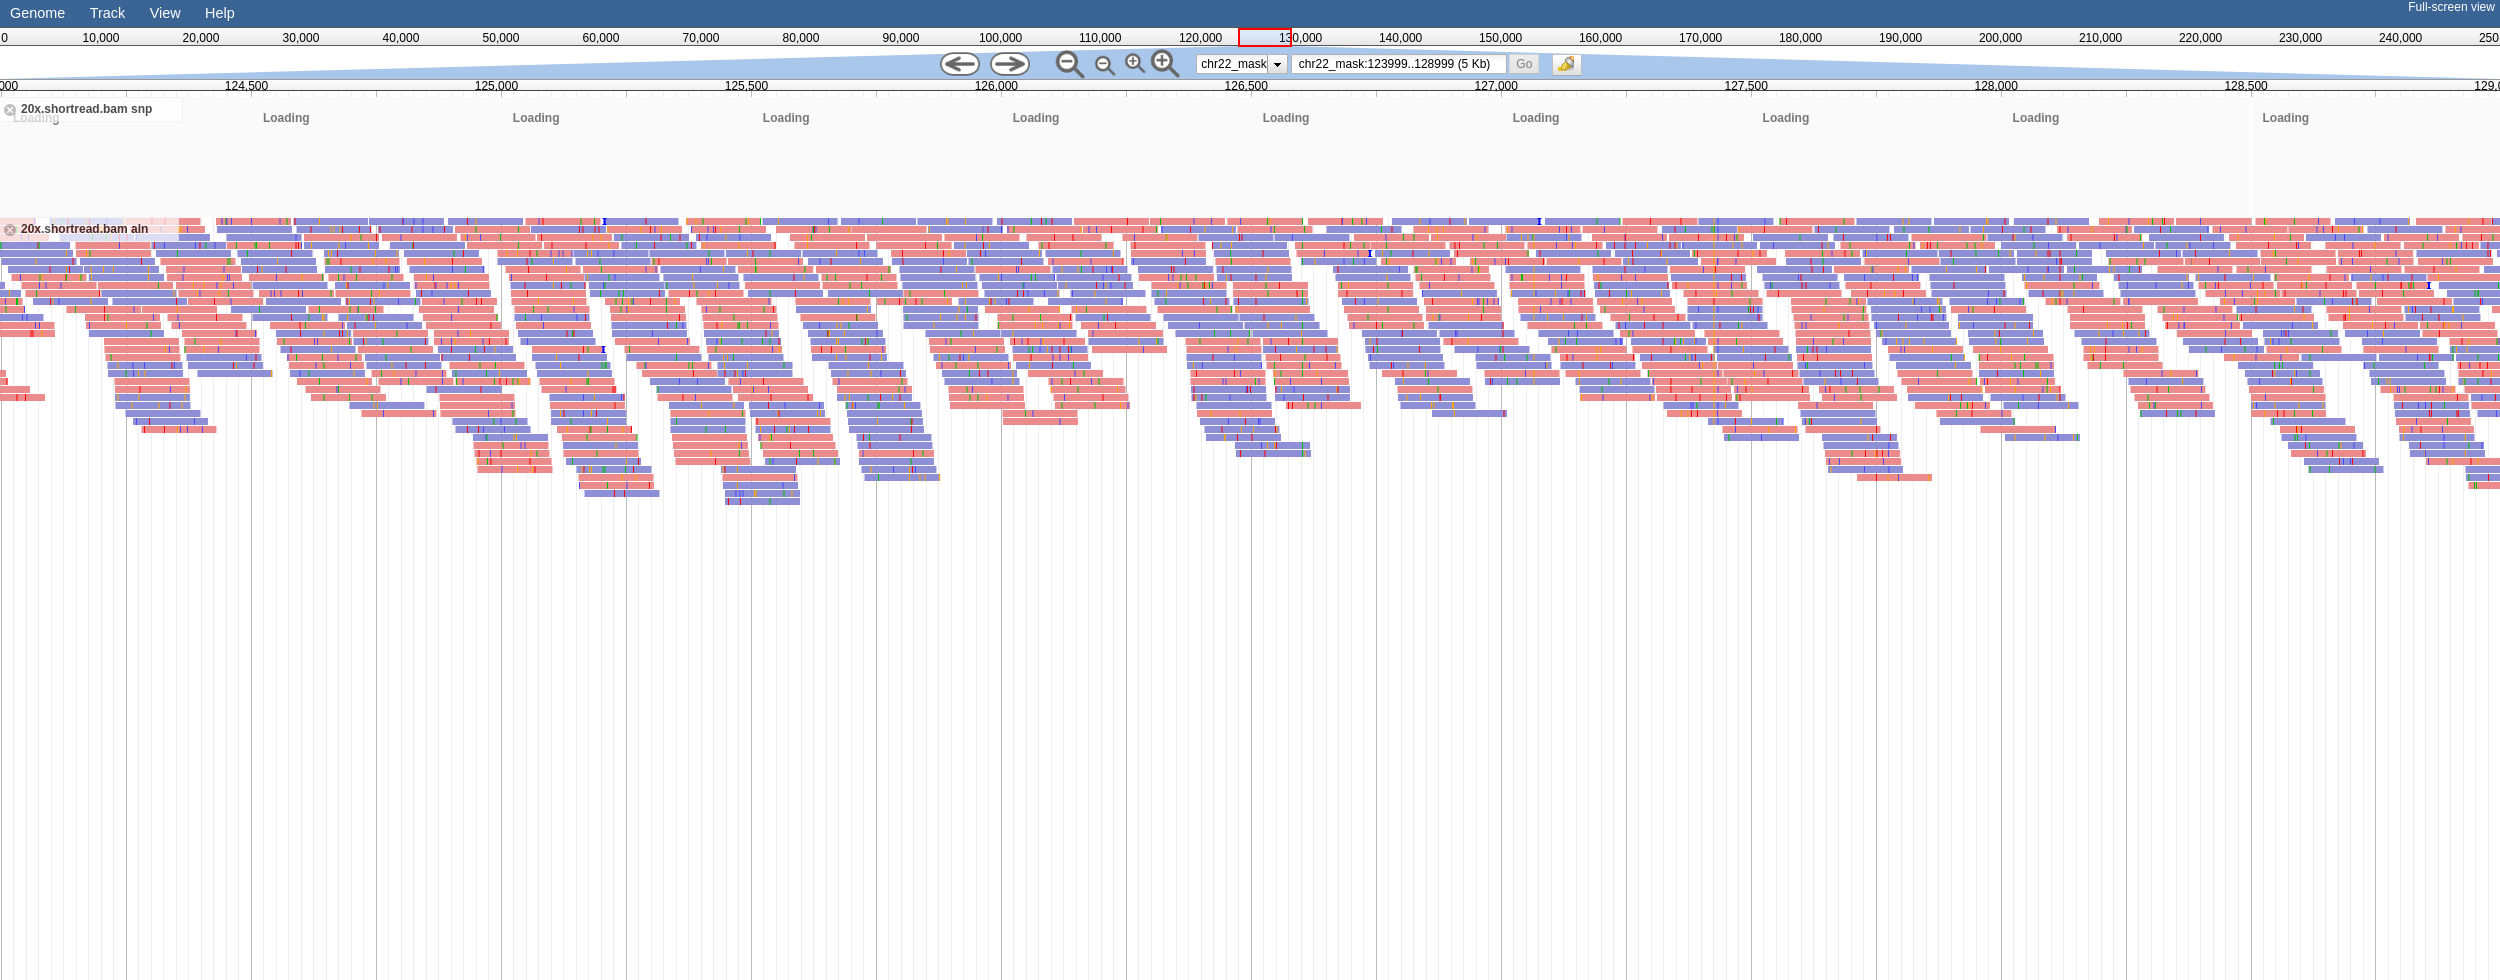 Genome Track View Help Full-screen view
0 10,000 20,000 30,000 40,000 50,000 60,000 70,000 80,000 90,000 100,000 110,000 120,000 130,000 140,000 150,000 160,000 170,000 180,000 190,000 200,000 210,000 220,000 230,000 240,000 250
chr22_mask chr22_mask:123999..128999 (5 Kb) Go
000 124,500 125,000 125,500 126,000 126,500 127,000 127,500 128,000 128,500 129,0
20x.shortread.bam snp
Loading Loading Loading Loading Loading Loading Loading Loading Loading Loading
20x.shortread.bam aln